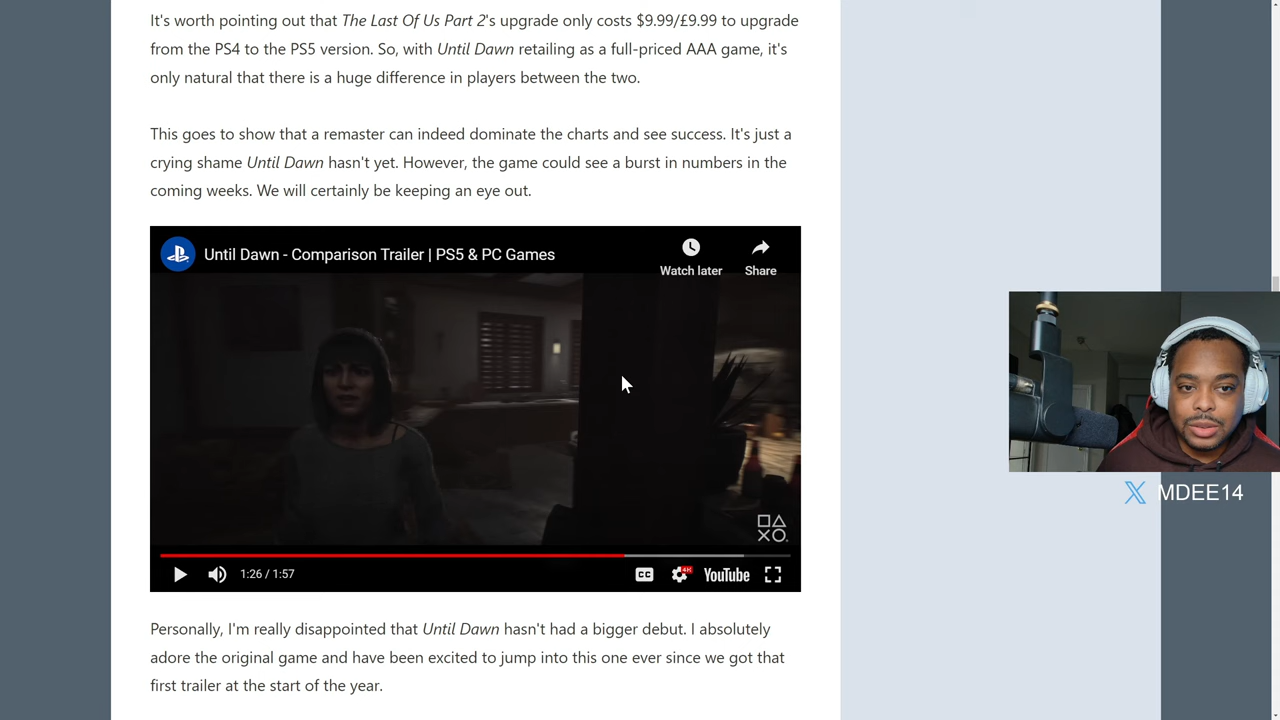 It's worth pointing out that The Last Of Us Part 2's upgrade only costs $9.99/£9.99 to upgrade
from the PS4 to the PS5 version. So, with Until Dawn retailing as a full-priced AAA game, it's
only natural that there is a huge difference in players between the two.
This goes to show that a remaster can indeed dominate the charts and see success. It's just a
crying shame Until Dawn hasn't yet. However, the game could see a burst in numbers in the
coming weeks. We will certainly be keeping an eye out.
Until Dawn - Comparison Trailer | PS5 & PC Games
Watch later
Share
MDEE14
1:26 / 1:57
CC
4K
YouTube
Personally, I'm really disappointed that Until Dawn hasn't had a bigger debut. I absolutely
adore the original game and have been excited to jump into this one ever since we got that
first trailer at the start of the year.